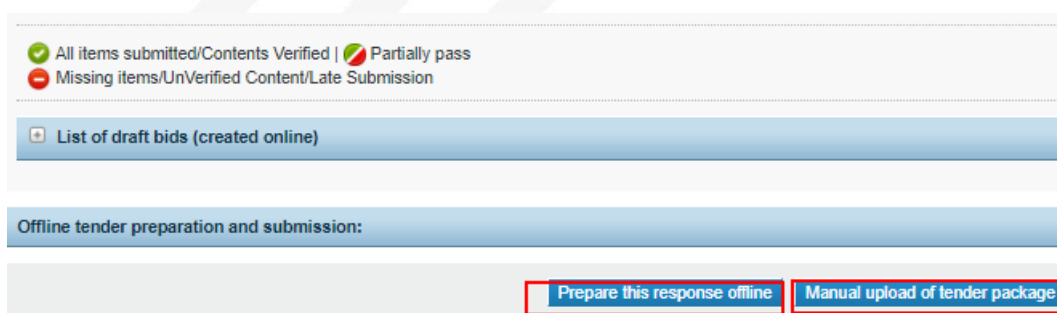 All items submitted/Contents Verified | Partially pass
Missing items/UnVerified Content/Late Submission
List of draft bids (created online)
Offline tender preparation and submission:
Prepare this response offline Manual upload of tender package